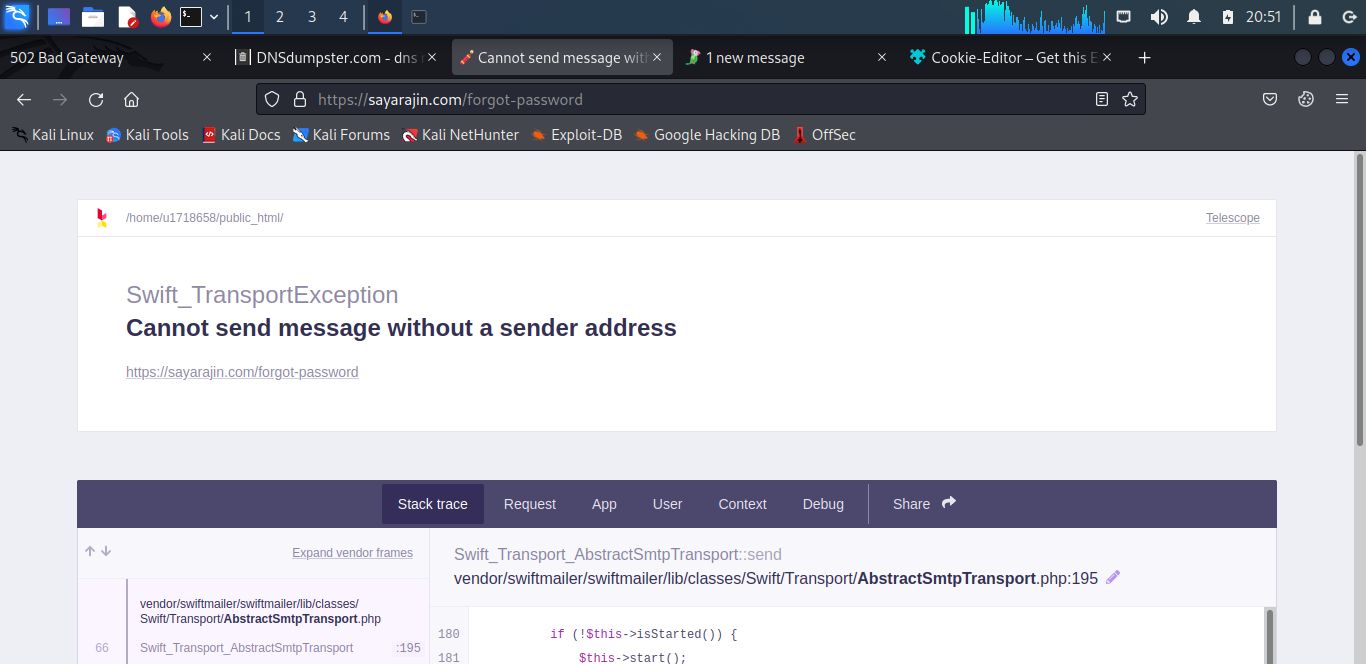 1 2 3 4 20:51
502 Bad Gateway DNSdumpster.com - dns Cannot send message wit 1 new message Cookie-Editor – Get this E
https://sayarajin.com/forgot-password
Kali Linux Kali Tools Kali Docs Kali Forums Kali NetHunter Exploit-DB Google Hacking DB OffSec
/home/u1718658/public_html/ Telescope
Swift_TransportException
Cannot send message without a sender address
https://sayarajin.com/forgot-password
Stack trace Request App User Context Debug Share
Expand vendor frames
Swift_Transport_AbstractSmtpTransport::send
vendor/swiftmailer/swiftmailer/lib/classes/Swift/Transport/AbstractSmtpTransport.php:195
vendor/swiftmailer/swiftmailer/lib/classes/
Swift/Transport/AbstractSmtpTransport.php
66 Swift_Transport_AbstractSmtpTransport :195
180 if (!$this->isStarted()) {
181 $this->start();